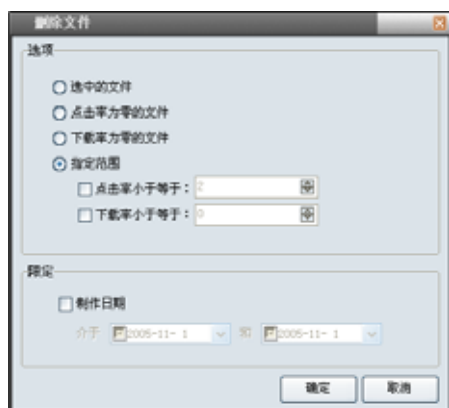 删除文件
选项
选中的文件
点击率为零的文件
下载率为零的文件
指定范围
点击率小于等于： 2
下载率小于等于： 0
限定
制作日期
介于 2005-11- 1 和 2005-11- 1
确定 取消